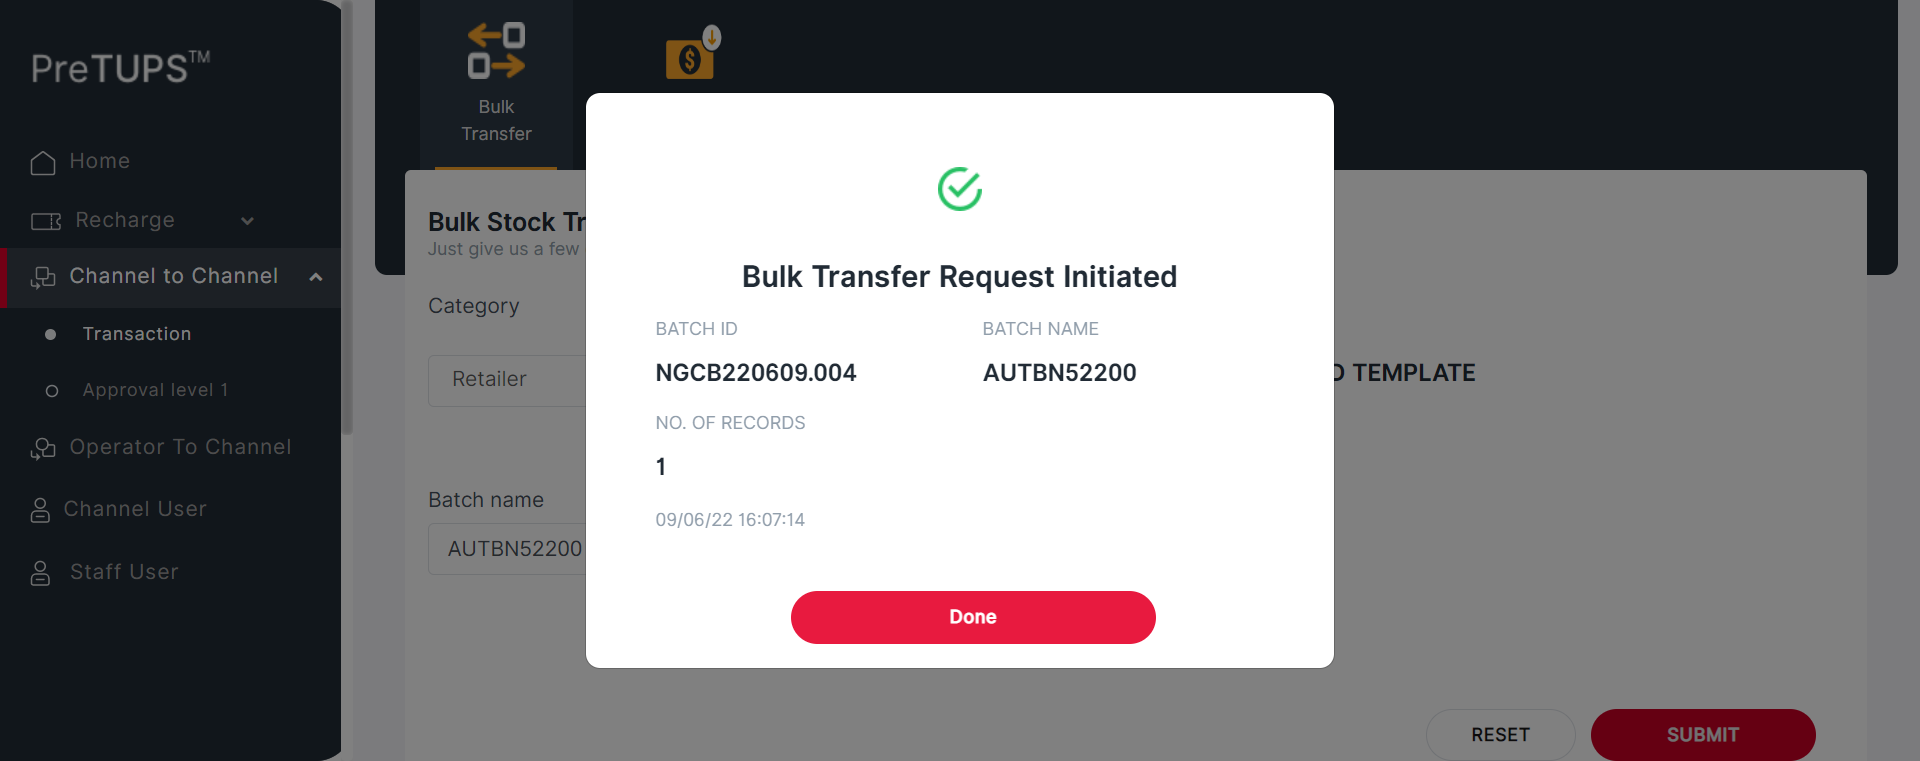 PreTUPS™
Home
Recharge
Channel to Channel
Transaction
Approval level 1
Operator To Channel
Channel User
Staff User
Bulk
Transfer
Bulk Stock Tr
Just give us a few
Category
Retailer
D TEMPLATE
Batch name
AUTBN52200
Bulk Transfer Request Initiated
BATCH ID
BATCH NAME
NGCB220609.004
AUTBN52200
NO. OF RECORDS
1
09/06/22 16:07:14
Done
RESET
SUBMIT